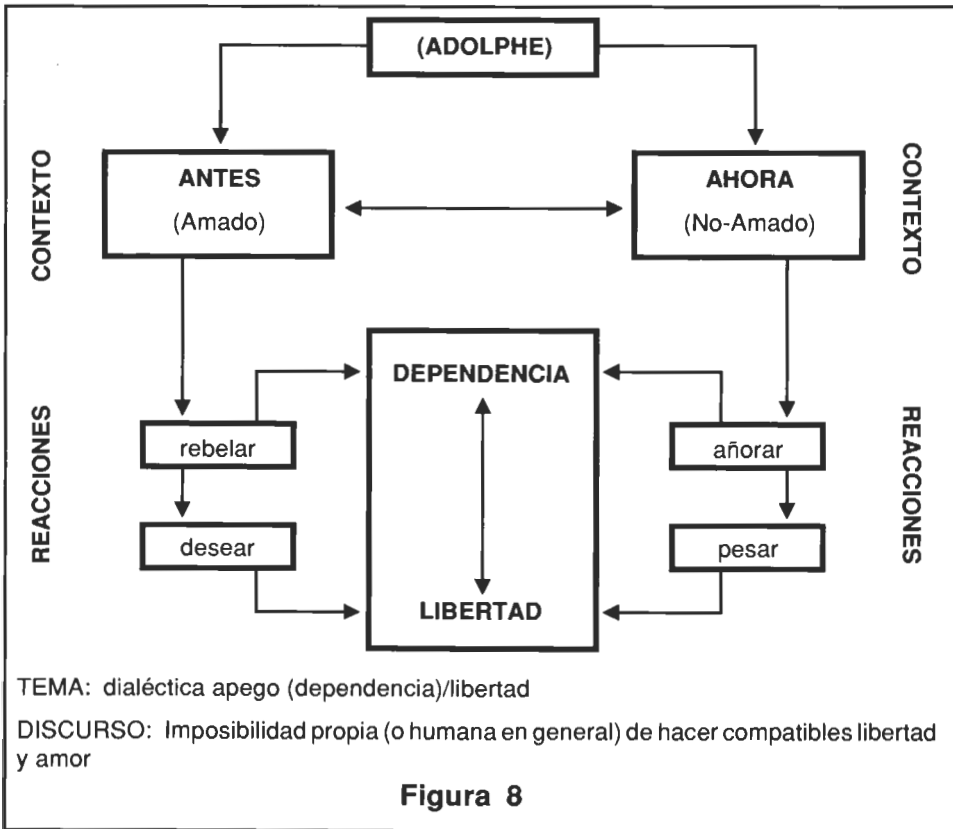 (ADOLPHE)
CONTEXTO
ANTES
(Amado)
AHORA
(No-Amado)
CONTEXTO
REACCIONES
rebelar
desear
DEPENDENCIA
LIBERTAD
añorar
pesar
REACCIONES
TEMA: dialéctica apego (dependencia)/libertad
DISCURSO: Imposibilidad propia (o humana en general) de hacer compatibles libertad
y amor
Figura 8